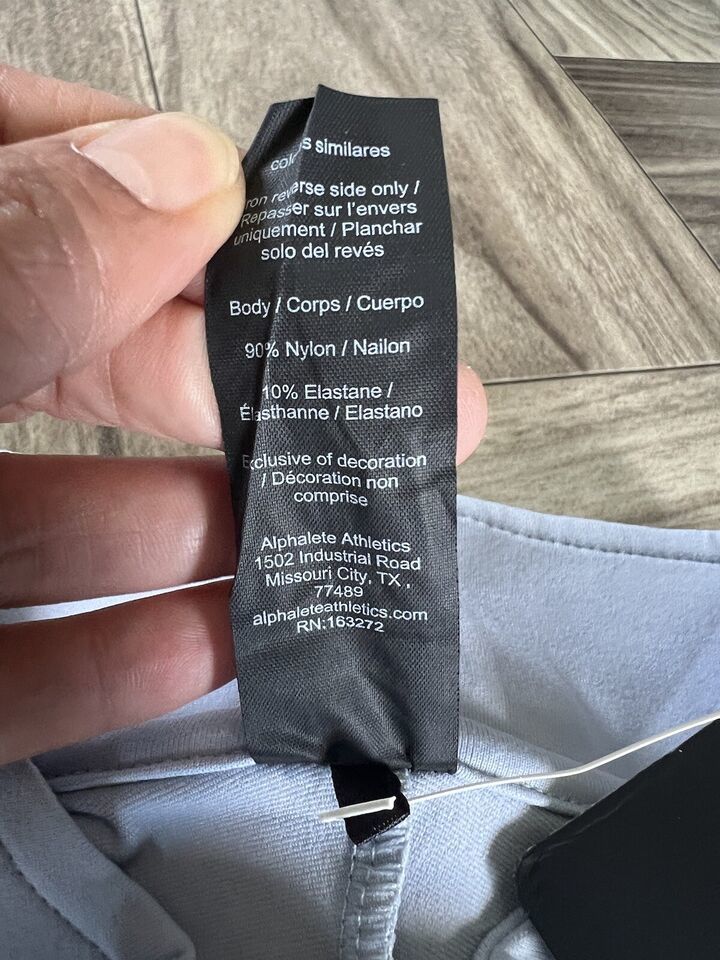 similares
reverse side only /
Repasser sur l'envers
uniquement / Planchar
solo del revés
Body / Corps / Cuerpo
90% Nylon / Nailon
10% Elastane /
Élasthanne / Elastano
Exclusive of decoration
/ Décoration non
comprise
Alphalete Athletics
1502 Industrial Road
Missouri City, TX ,
77489
alphaleteathletics.com
RN:163272